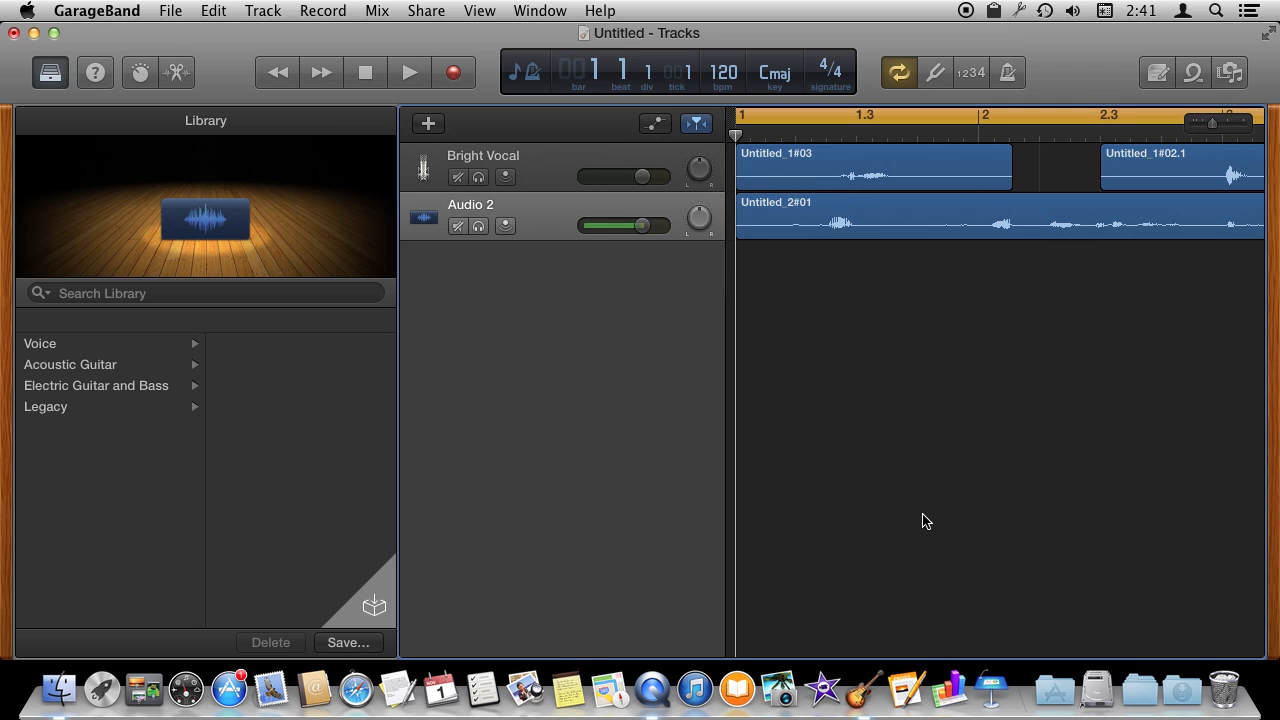 GarageBand File Edit Track Record Mix Share View Window Help 2:41
Untitled - Tracks
001 1 1 001 120 Cmaj 4/4
bar beat div tick bpm key signature
1234
Library
1 1.3 2 2.3
Bright Vocal
L R
Untitled_1#03 Untitled_1#02.1
Audio 2
L R
Untitled_2#01
Search Library
Voice
Acoustic Guitar
Electric Guitar and Bass
Legacy
Delete Save...
NOV
1
1